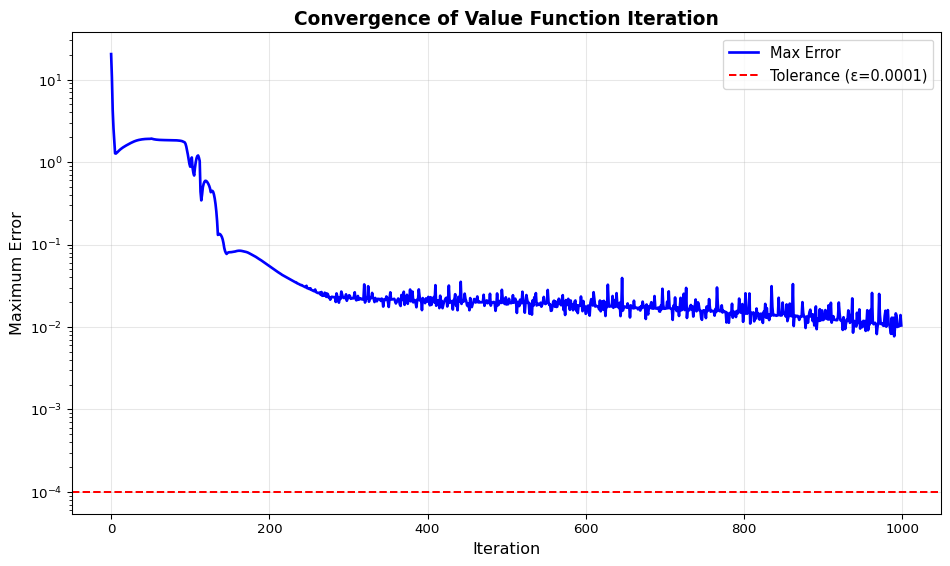 Convergence of Value Function Iteration
Max Error
Tolerance (ε=0.0001)
Maximum Error
10¹
10⁰
10⁻¹
10⁻²
10⁻³
10⁻⁴
0 200 400 600 800 1000
Iteration